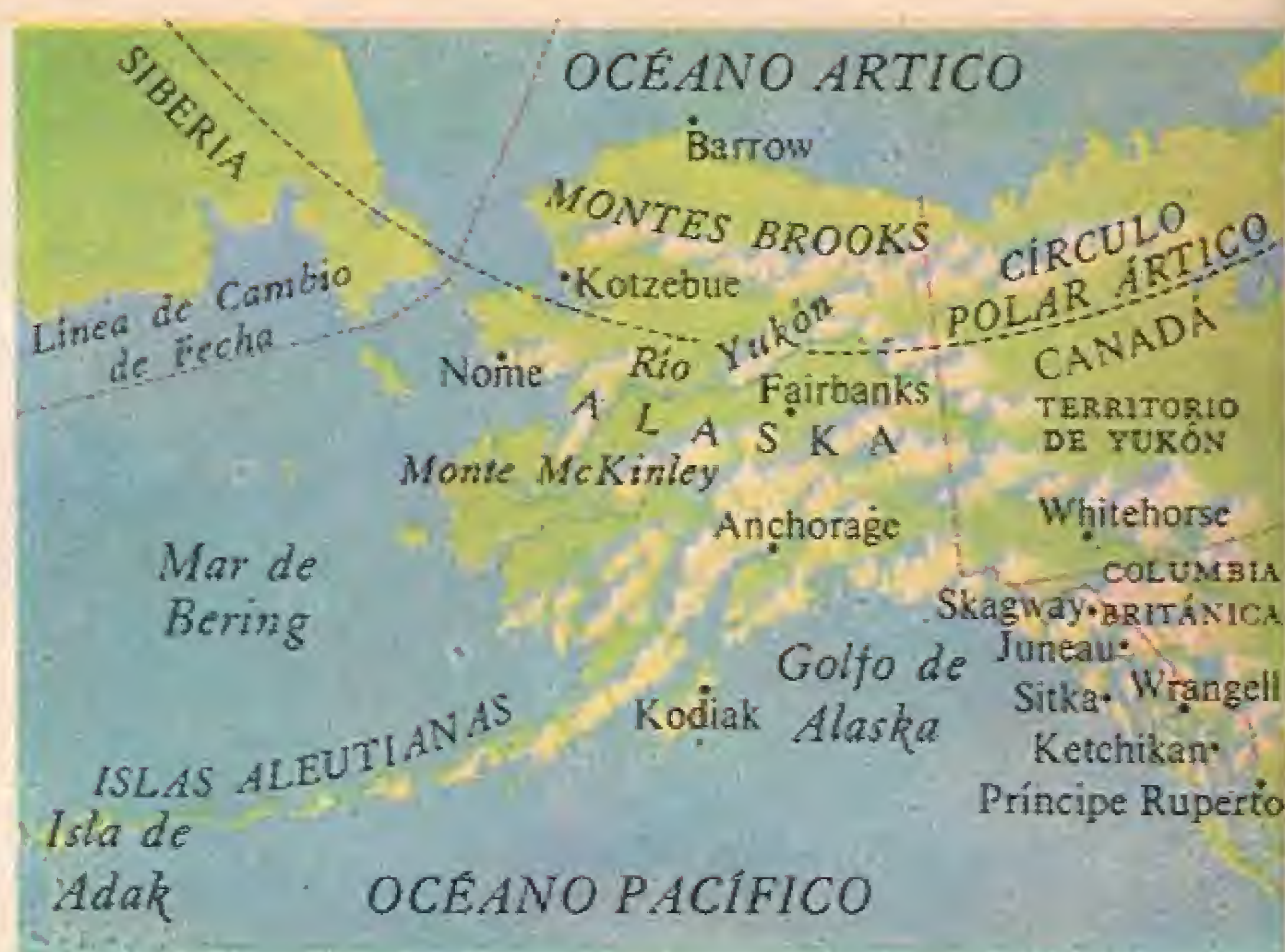 OCÉANO ARTICO
SIBERIA
Barrow
MONTES BROOKS
CÍRCULO
POLAR ÁRTICO
Kotzebue
Línea de Cambio
de Fecha
Río Yukón
CANADÁ
Nome
Fairbanks
TERRITORIO
DE YUKÓN
ALASKA
Monte McKinley
Anchorage
Whitehorse
Mar de
Bering
COLUMBIA
BRITÁNICA
Skagway
Juneau
Golfo de
Alaska
Sitka
Wrangell
Kodiak
Ketchikan
ISLAS ALEUTIANAS
Príncipe Ruperto
Isla de
Adak
OCÉANO PACÍFICO